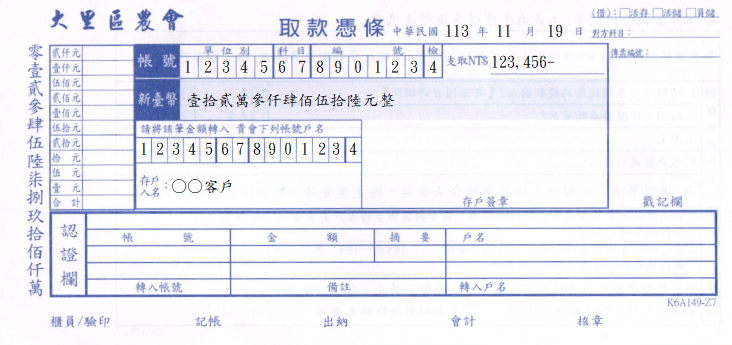 大里區農會 取款憑條 中華民國 113 年 11 月 19 日
(借)：□活存 □活儲 □員儲
對方科目：
傳票編號：
零壹貳參肆伍陸柒捌玖拾佰仟萬
貳仟元
壹仟元
伍佰元
貳佰元
壹佰元
伍拾元
貳拾元
拾元
伍元
壹元
合計
帳號 單位別 科目 編號 檢
1 2 3 4 5 6 7 8 9 0 1 2 3 4
支取NT$ 123,456-
新臺幣 壹拾貳萬參仟肆佰伍拾陸元整
請將該筆金額轉入 貴會下列帳號戶名
1 2 3 4 5 6 7 8 9 0 1 2 3 4
存戶入名：○○客戶
存戶簽章
戳記欄
認證欄
帳號 金額 摘要 戶名
轉入帳號 備註 轉入戶名
K6A149-Z7
櫃員/驗印 記帳 出納 會計 核章